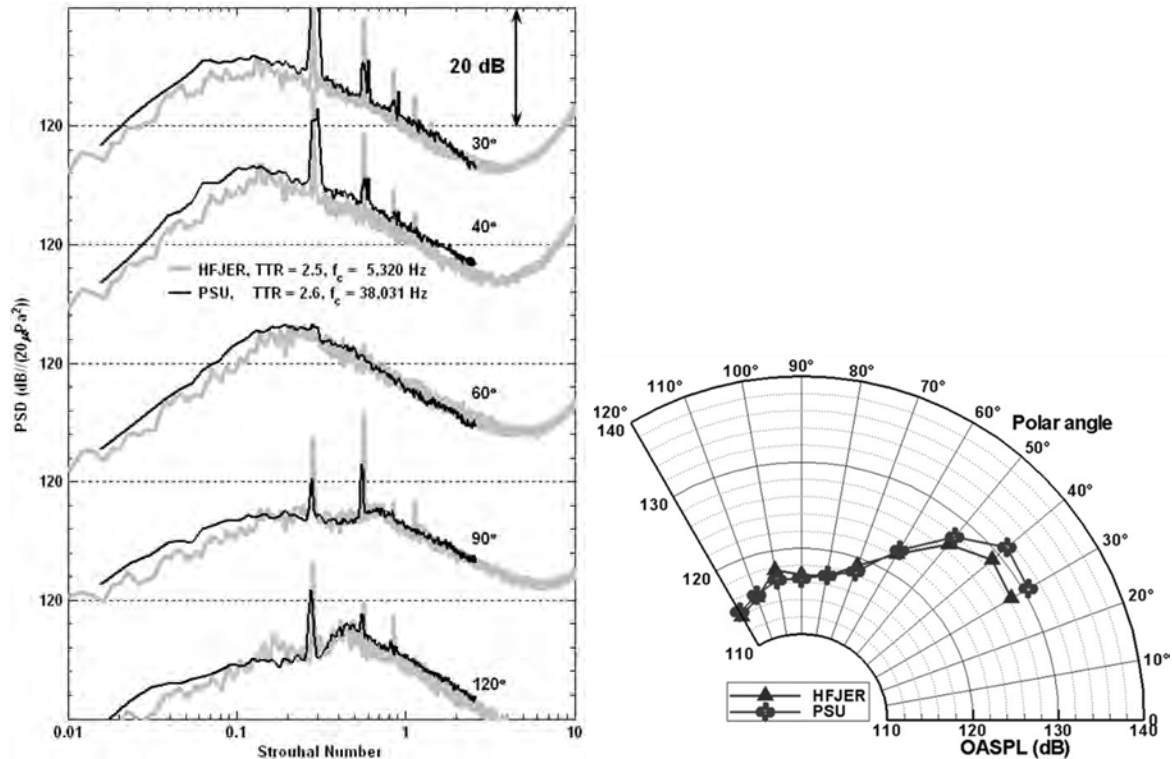 20 dB
120
30°
120
40°
HFJER, TTR = 2.5, f_c = 5,320 Hz
PSU, TTR = 2.6, f_c = 38,031 Hz
PSD (dB//(20μPa²))
120
60°
120
90°
120
120°
0.01 0.1 1 10
Strouhal Number
90°
100° 80°
110° 70°
120° 60°
140 Polar angle
50°
130 40°
120 30°
20°
110 10°
HFJER
PSU
110 120 130 140
OASPL (dB)